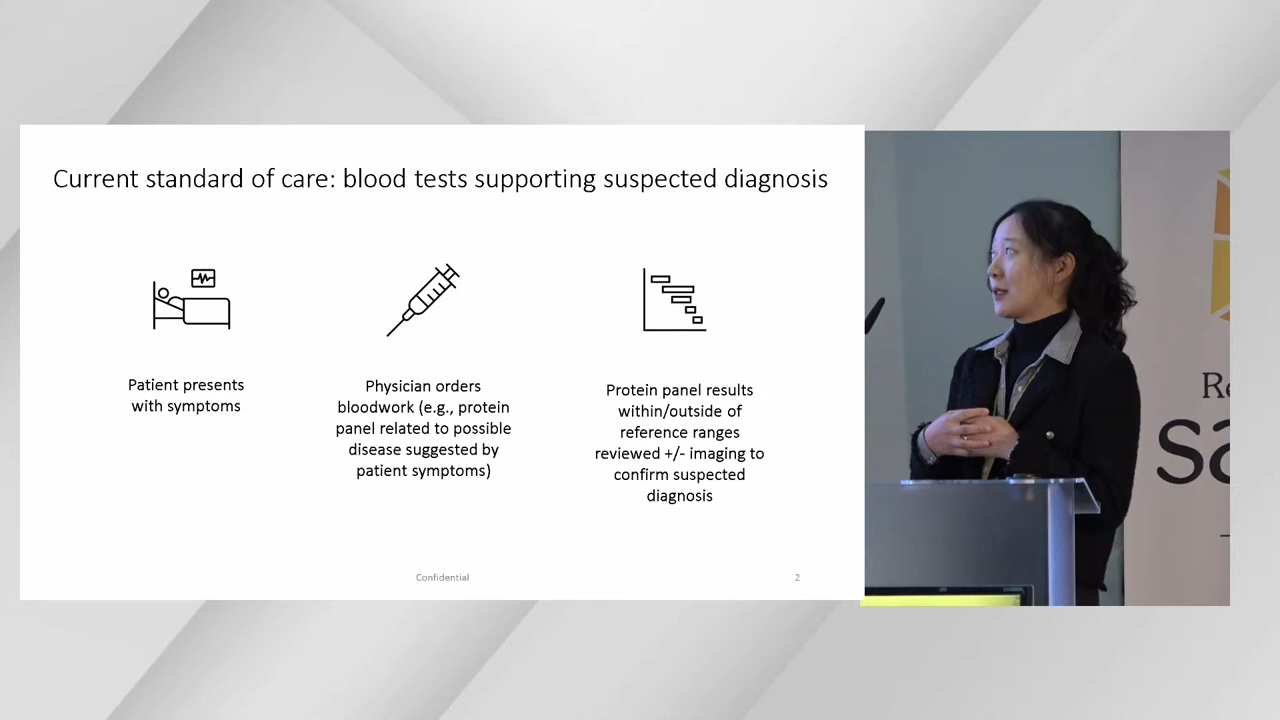 Current standard of care: blood tests supporting suspected diagnosis
Patient presents
with symptoms
Physician orders
bloodwork (e.g., protein
panel related to possible
disease suggested by
patient symptoms)
Protein panel results
within/outside of
reference ranges
reviewed +/- imaging to
confirm suspected
diagnosis
Confidential
2